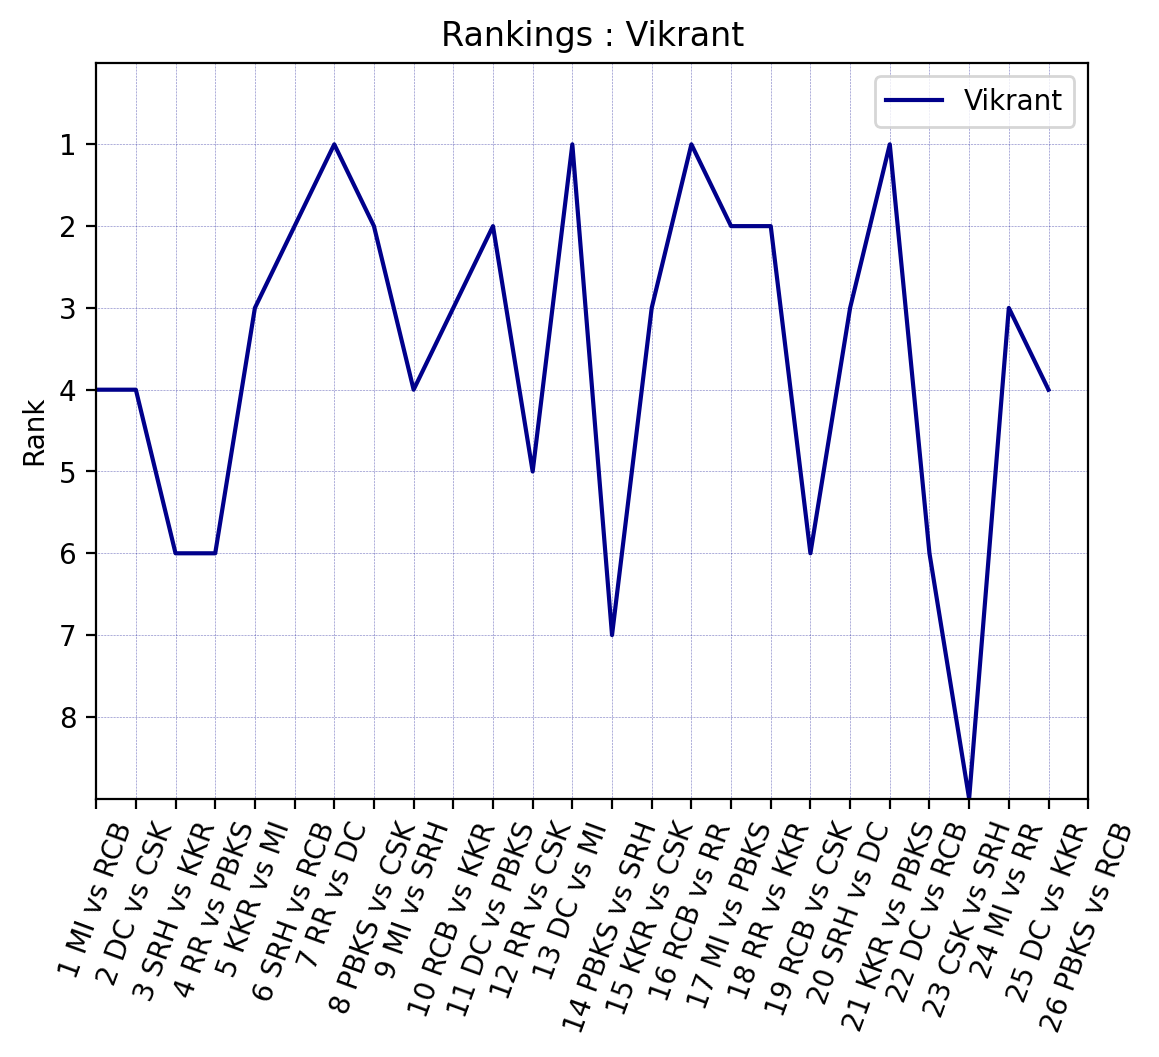 Rankings : Vikrant
Vikrant
Rank
1
2
3
4
5
6
7
8
1 MI vs RCB
2 DC vs CSK
3 SRH vs KKR
4 RR vs PBKS
5 KKR vs MI
6 SRH vs RCB
7 RR vs DC
8 PBKS vs CSK
9 MI vs SRH
10 RCB vs KKR
11 DC vs PBKS
12 RR vs CSK
13 DC vs MI
14 PBKS vs SRH
15 KKR vs CSK
16 RCB vs RR
17 MI vs PBKS
18 RR vs KKR
19 RCB vs CSK
20 SRH vs DC
21 KKR vs PBKS
22 DC vs RCB
23 CSK vs SRH
24 MI vs RR
25 DC vs KKR
26 PBKS vs RCB